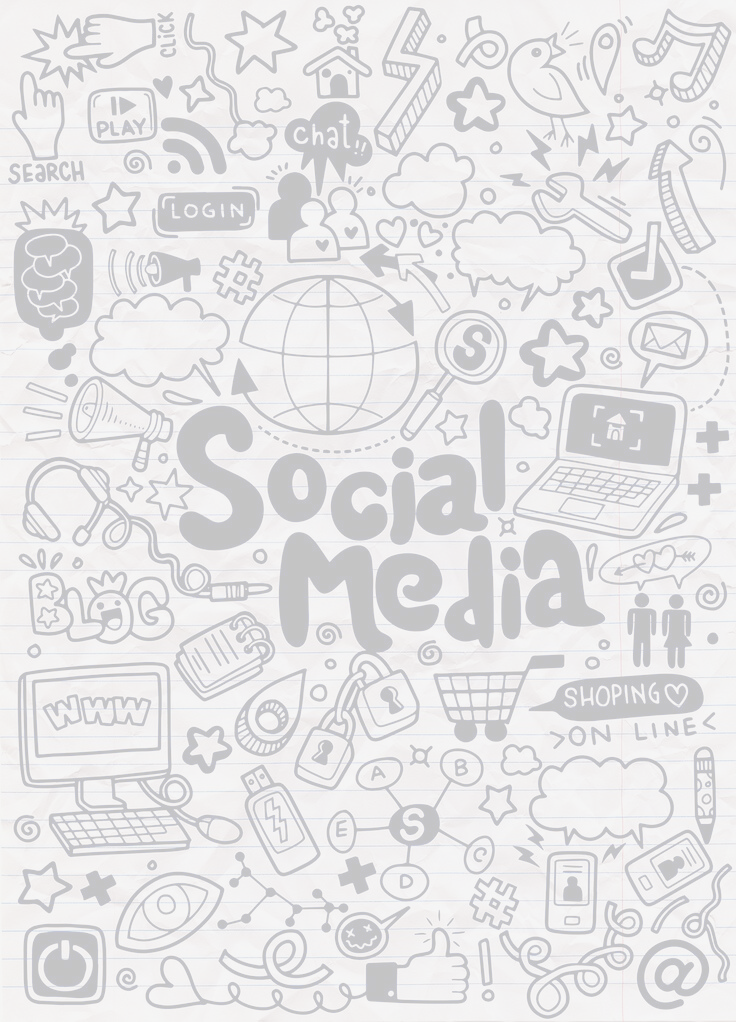 CLICK
PLAY
SEARCH
chat!!
LOGIN
#
S
Social
Media
BLOG
WWW
SHOPING
>ON LINE<
A
B
E
S
C
D
#
!
@